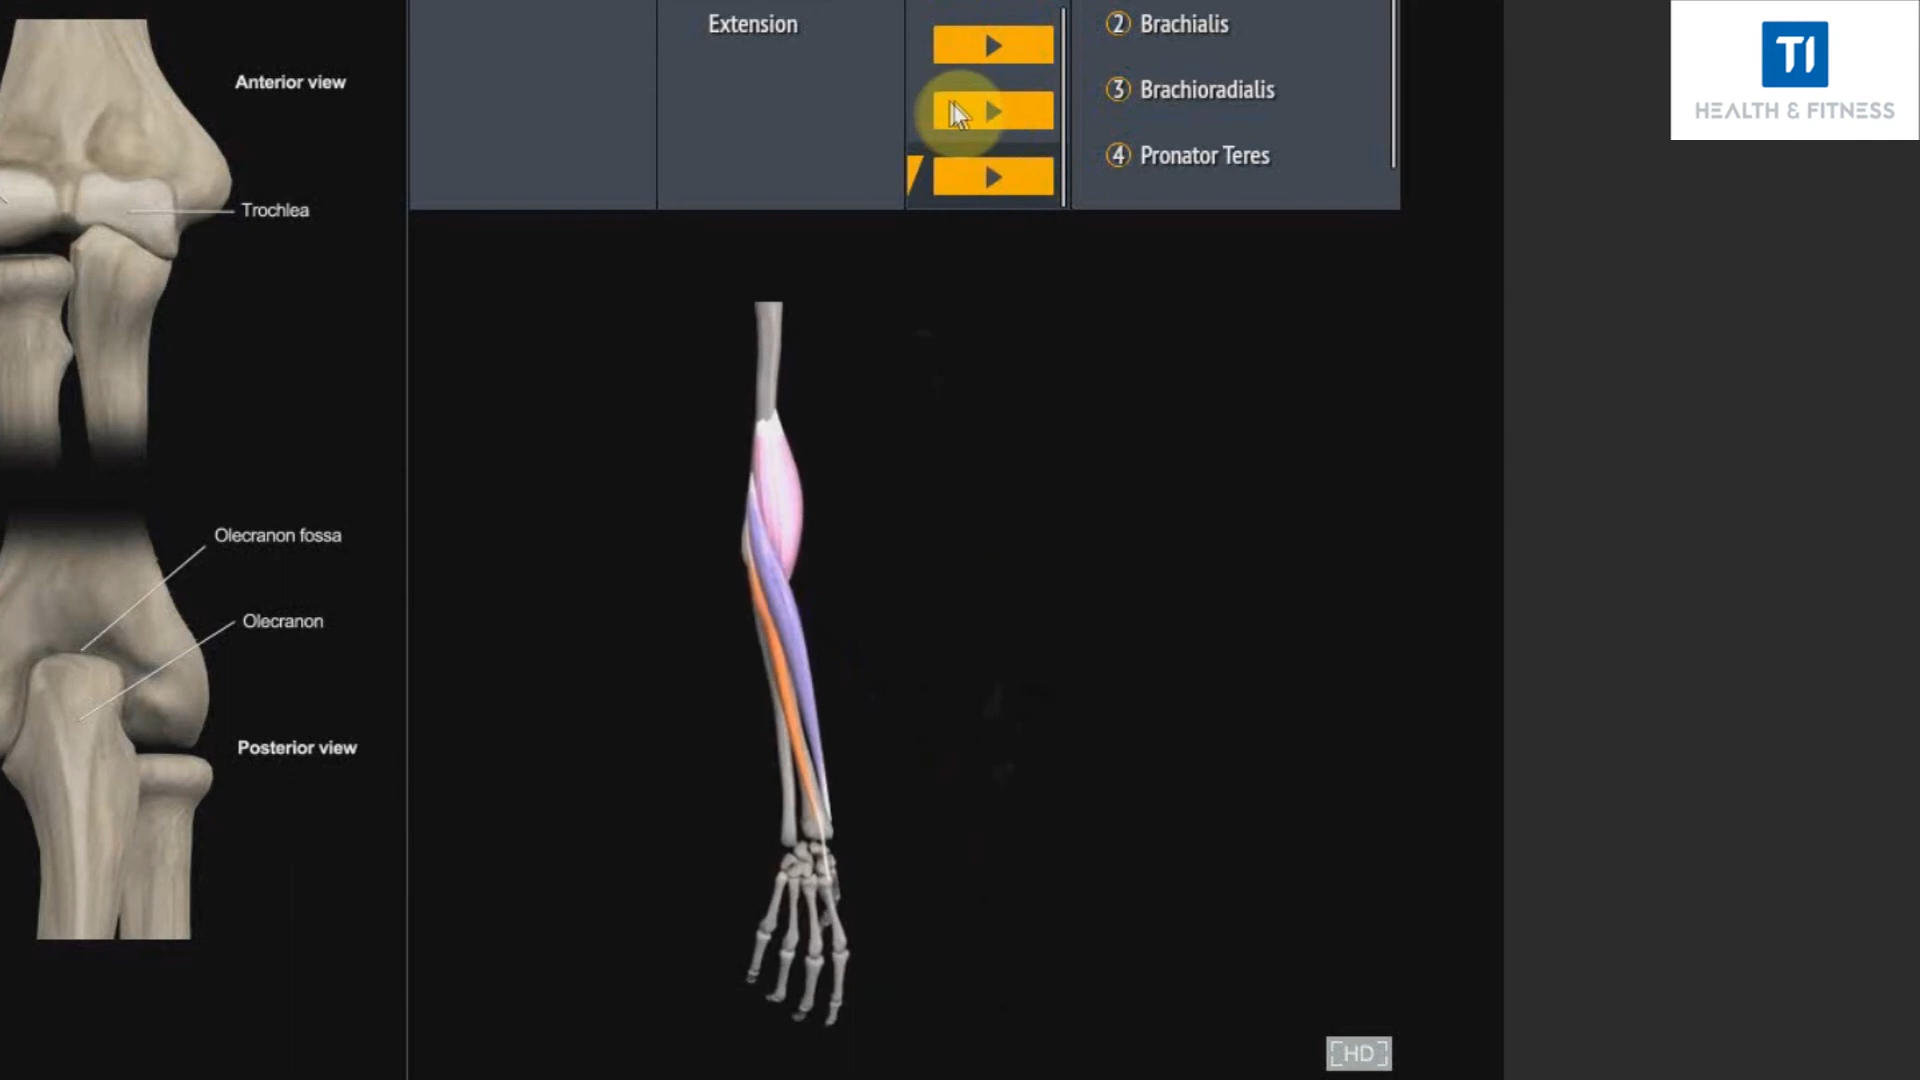 Extension
② Brachialis
③ Brachioradialis
④ Pronator Teres
TI
HEALTH & FITNESS
Anterior view
Trochlea
Olecranon fossa
Olecranon
Posterior view
HD